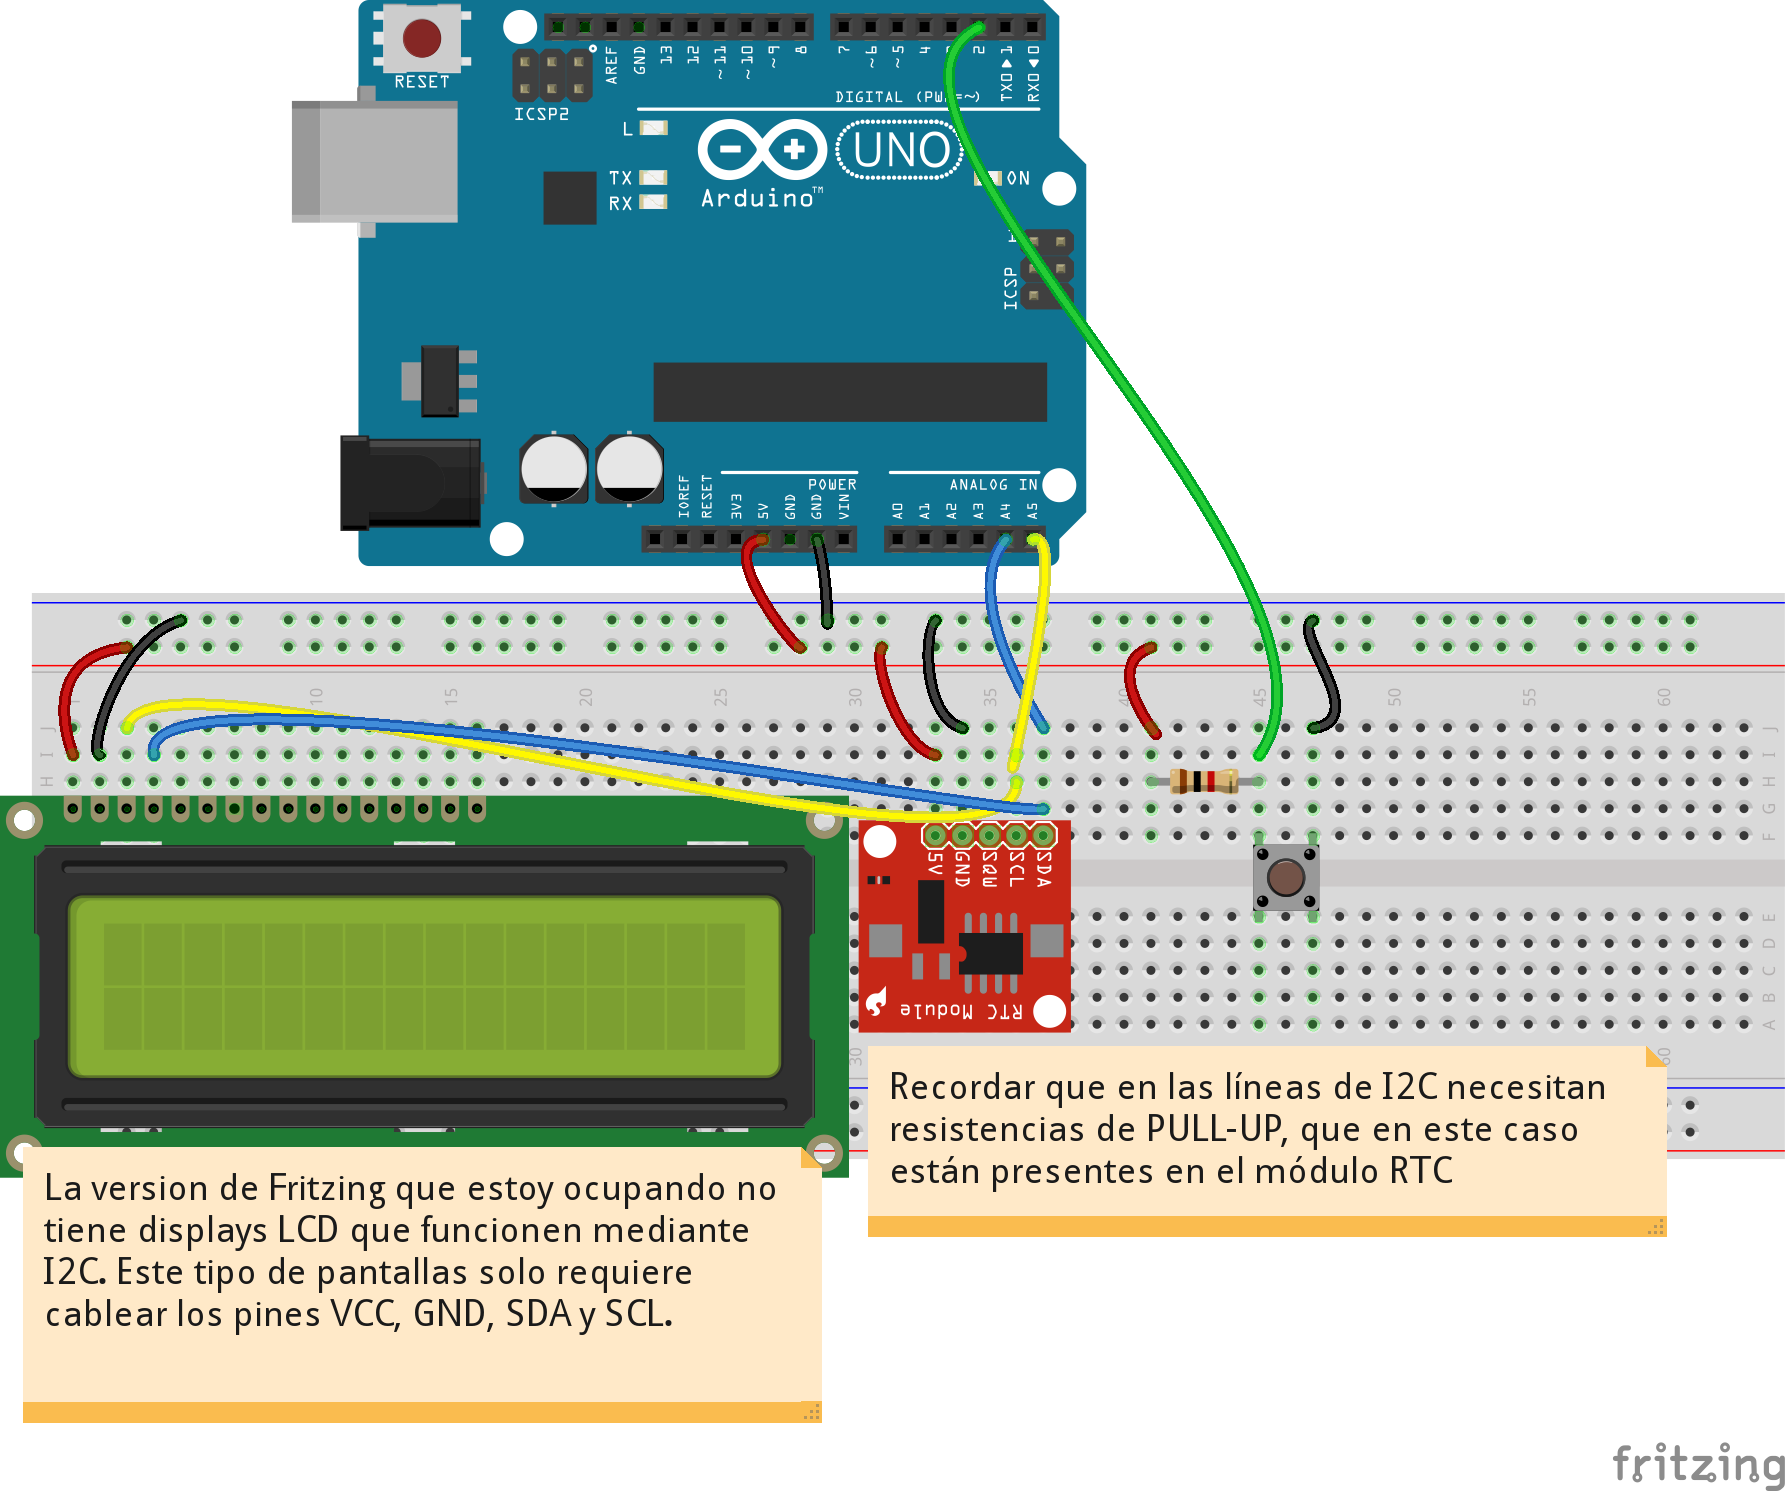 RESET
ICSP2
AREF
GND
13
12
~11
~10
~9
8
7
~6
~5
4
2
TX0▶1
RX0◀0
DIGITAL (PWM=~)
L
TX
RX
Arduino™
UNO
ON
1
ICSP
IOREF
RESET
3V3
5V
GND
GND
VIN
POWER
A0
A1
A2
A3
A4
A5
ANALOG IN
1
10
15
20
25
30
35
40
45
50
55
60
J
I
H
J
I
H
G
F
E
D
C
B
A
30
60
5V
GND
SQW
SCL
SDA
RTC Module
Recordar que en las líneas de I2C necesitan
resistencias de PULL-UP, que en este caso
están presentes en el módulo RTC
La version de Fritzing que estoy ocupando no
tiene displays LCD que funcionen mediante
I2C. Este tipo de pantallas solo requiere
cablear los pines VCC, GND, SDA y SCL.
fritzing